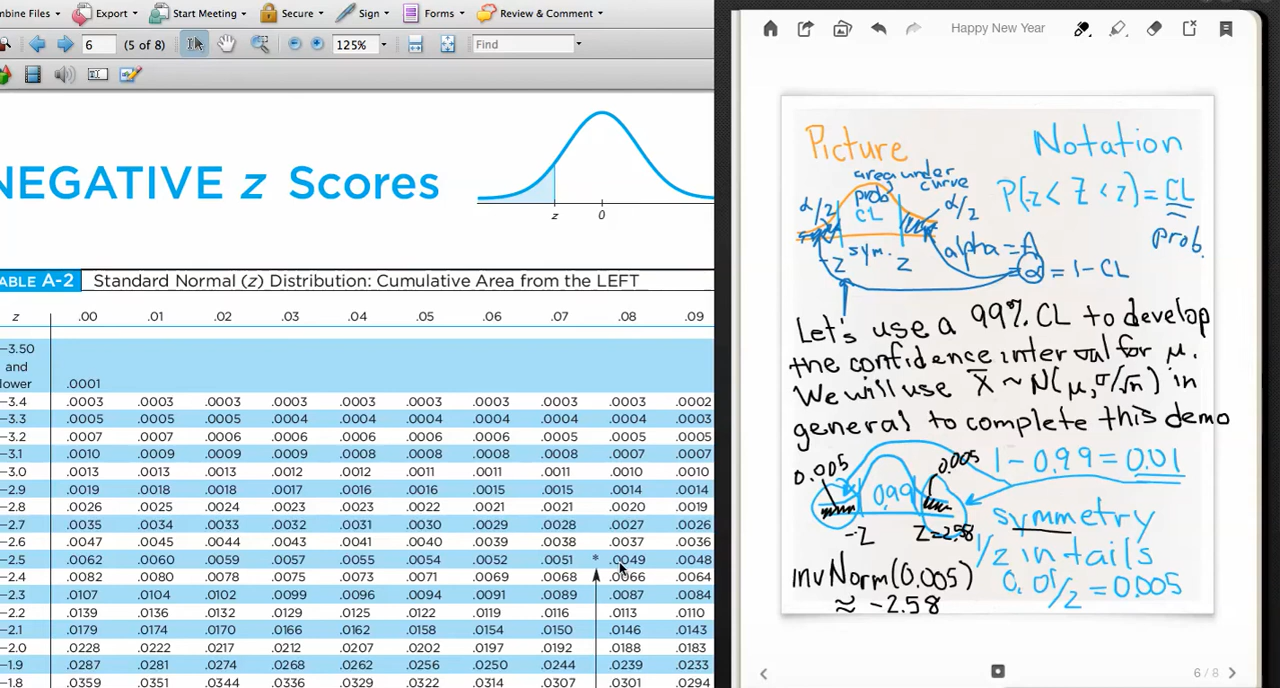 mbine Files
Export
Start Meeting
Secure
Sign
Forms
Review & Comment
6 (5 of 8) 125% Find
NEGATIVE z Scores
z 0
ABLE A-2 Standard Normal (z) Distribution: Cumulative Area from the LEFT
z .00 .01 .02 .03 .04 .05 .06 .07 .08 .09
−3.50
and
lower .0001
−3.4 .0003 .0003 .0003 .0003 .0003 .0003 .0003 .0003 .0003 .0002
−3.3 .0005 .0005 .0005 .0004 .0004 .0004 .0004 .0004 .0004 .0003
−3.2 .0007 .0007 .0006 .0006 .0006 .0006 .0006 .0005 .0005 .0005
−3.1 .0010 .0009 .0009 .0009 .0008 .0008 .0008 .0008 .0007 .0007
−3.0 .0013 .0013 .0013 .0012 .0012 .0011 .0011 .0011 .0010 .0010
−2.9 .0019 .0018 .0018 .0017 .0016 .0016 .0015 .0015 .0014 .0014
−2.8 .0026 .0025 .0024 .0023 .0023 .0022 .0021 .0021 .0020 .0019
−2.7 .0035 .0034 .0033 .0032 .0031 .0030 .0029 .0028 .0027 .0026
−2.6 .0047 .0045 .0044 .0043 .0041 .0040 .0039 .0038 .0037 .0036
−2.5 .0062 .0060 .0059 .0057 .0055 .0054 .0052 .0051 * .0049 .0048
−2.4 .0082 .0080 .0078 .0075 .0073 .0071 .0069 .0068 .0066 .0064
−2.3 .0107 .0104 .0102 .0099 .0096 .0094 .0091 .0089 .0087 .0084
−2.2 .0139 .0136 .0132 .0129 .0125 .0122 .0119 .0116 .0113 .0110
−2.1 .0179 .0174 .0170 .0166 .0162 .0158 .0154 .0150 .0146 .0143
−2.0 .0228 .0222 .0217 .0212 .0207 .0202 .0197 .0192 .0188 .0183
−1.9 .0287 .0281 .0274 .0268 .0262 .0256 .0250 .0244 .0239 .0233
−1.8 .0359 .0351 .0344 .0336 .0329 .0322 .0314 .0307 .0301 .0294
Happy New Year
Picture
Notation
area under
curve
prob
CL
α/2
α/2
sym.
-Z
Z
P(-z < Z < z) = CL
prob.
alpha = A
α = 1 - CL
Let's use a 99% CL to develop
the confidence interval for μ.
We will use X̄ ~ N(μ, σ/√n) in
general to complete this demo
0.005
0.005
0.99
1 - 0.99 = 0.01
-Z
Z=2.58
symmetry
1/2 in tails
0.01/2 = 0.005
invNorm(0.005)
≈ -2.58
6 / 8